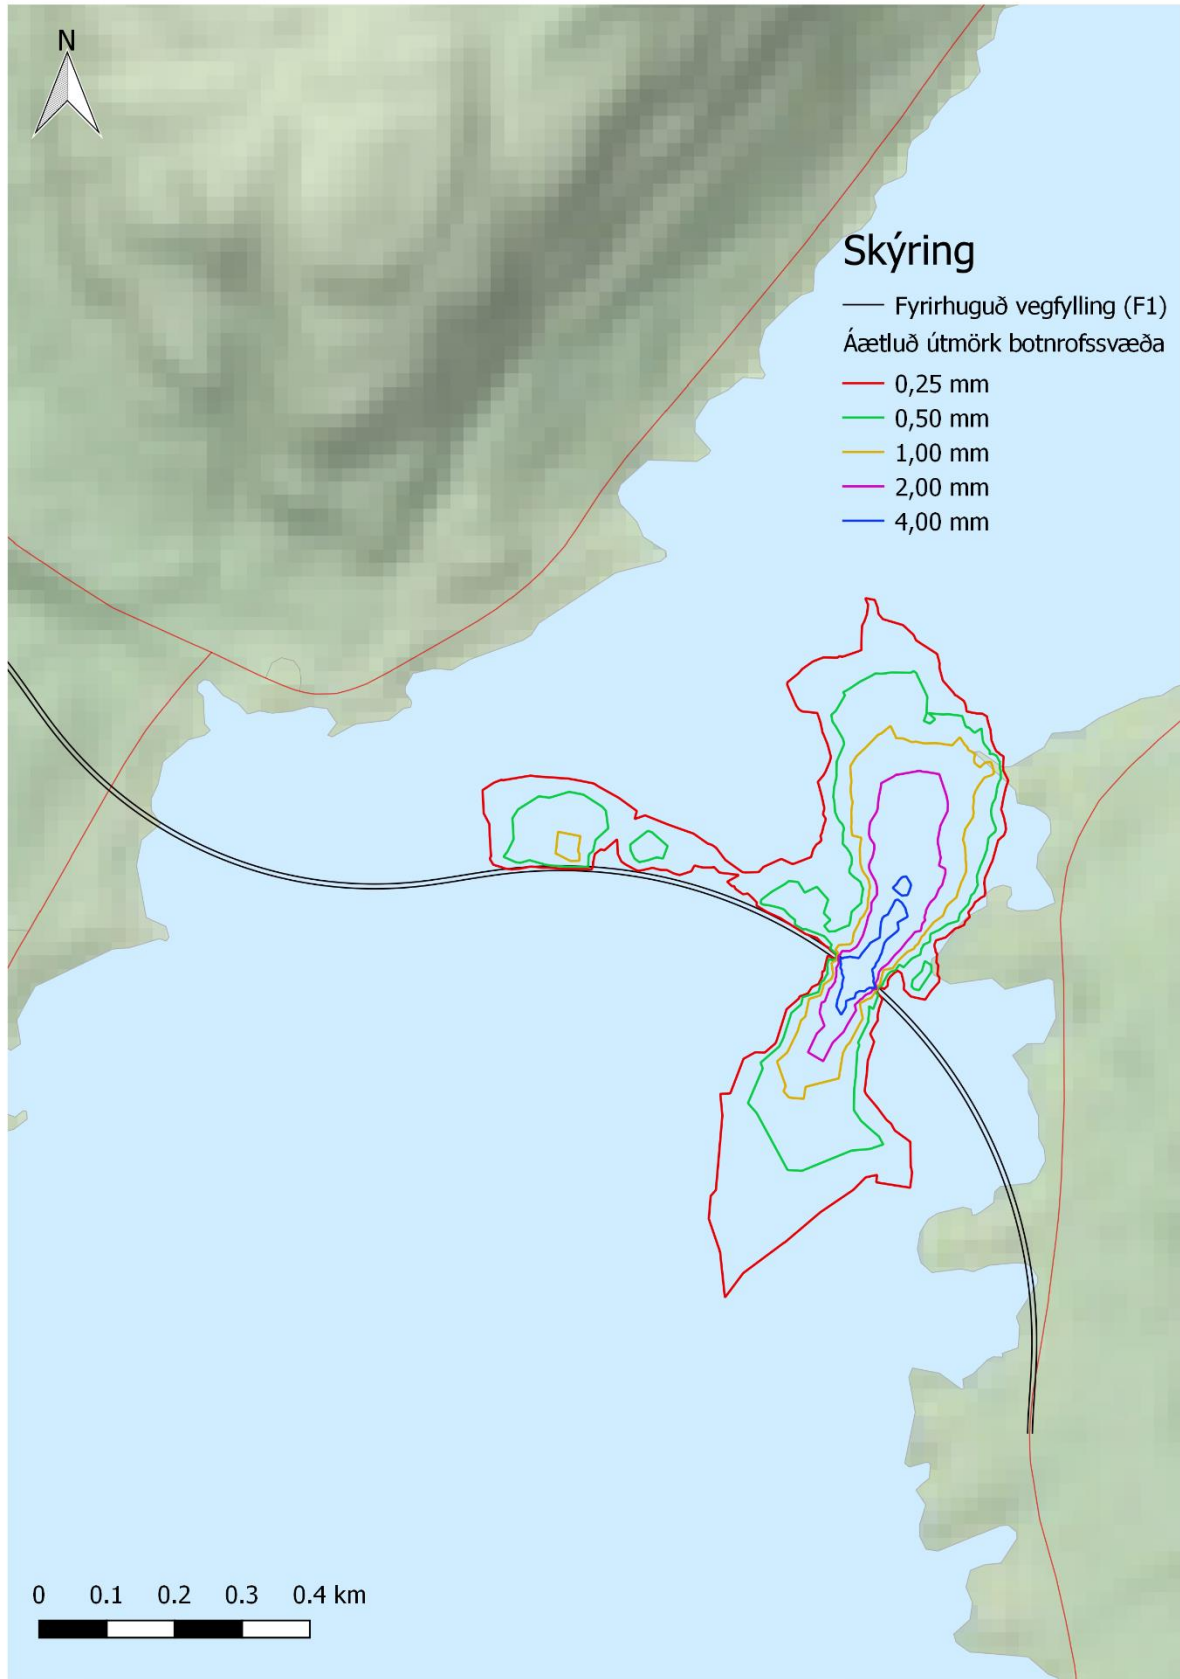 N
Skýring
Fyrirhuguð vegfylling (F1)
Áætluð útmörk botnrofssvæða
0,25 mm
0,50 mm
1,00 mm
2,00 mm
4,00 mm
0 0.1 0.2 0.3 0.4 km